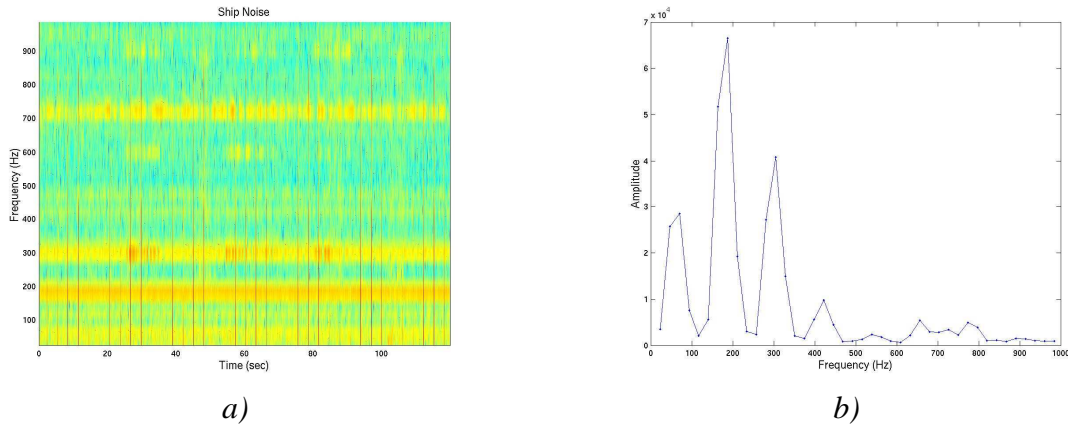 Ship Noise
900
800
700
600
500
400
300
200
100
Frequency (Hz)
0 20 40 60 80 100
Time (sec)
a)
7 x 10^4
6
5
4
3
2
1
0
Amplitude
0 100 200 300 400 500 600 700 800 900 1000
Frequency (Hz)
b)